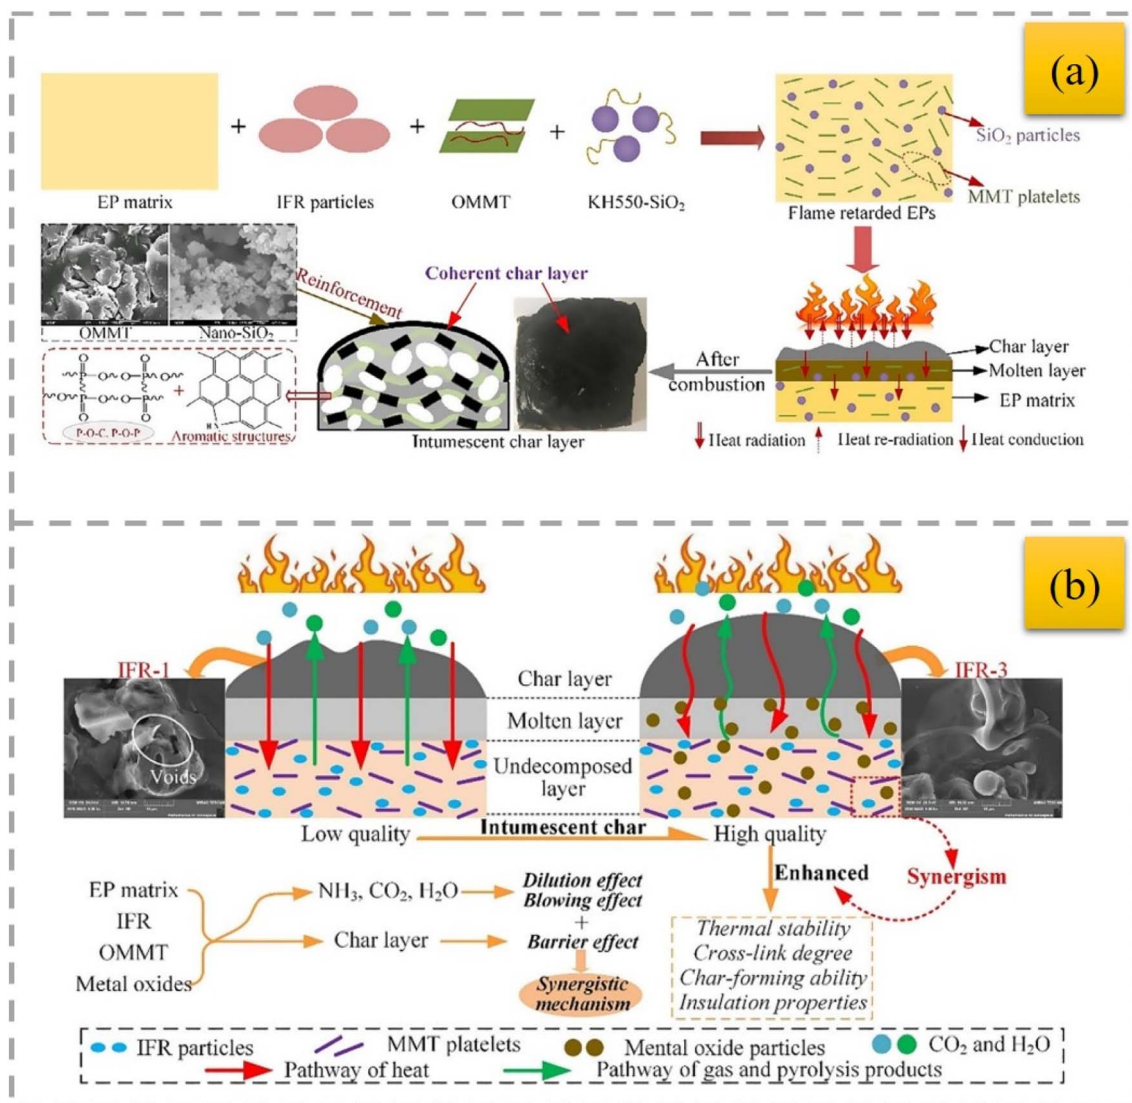 (a)
SiO₂ particles
MMT platelets
EP matrix
IFR particles
OMMT
KH550-SiO₂
Flame retarded EPs
OMMT
Nano-SiO₂
Reinforcement
Coherent char layer
P-O-C, P-O-P
Aromatic structures
Intumescent char layer
After
combustion
Char layer
Molten layer
EP matrix
Heat radiation
Heat re-radiation
Heat conduction
(b)
IFR-1
Voids
Char layer
Molten layer
Undecomposed
layer
IFR-3
Low quality
Intumescent char
High quality
Enhanced
Synergism
EP matrix
IFR
OMMT
Metal oxides
NH₃, CO₂, H₂O
Char layer
Dilution effect
Blowing effect
+
Barrier effect
Synergistic
mechanism
Thermal stability
Cross-link degree
Char-forming ability
Insulation properties
IFR particles
MMT platelets
Mental oxide particles
CO₂ and H₂O
Pathway of heat
Pathway of gas and pyrolysis products